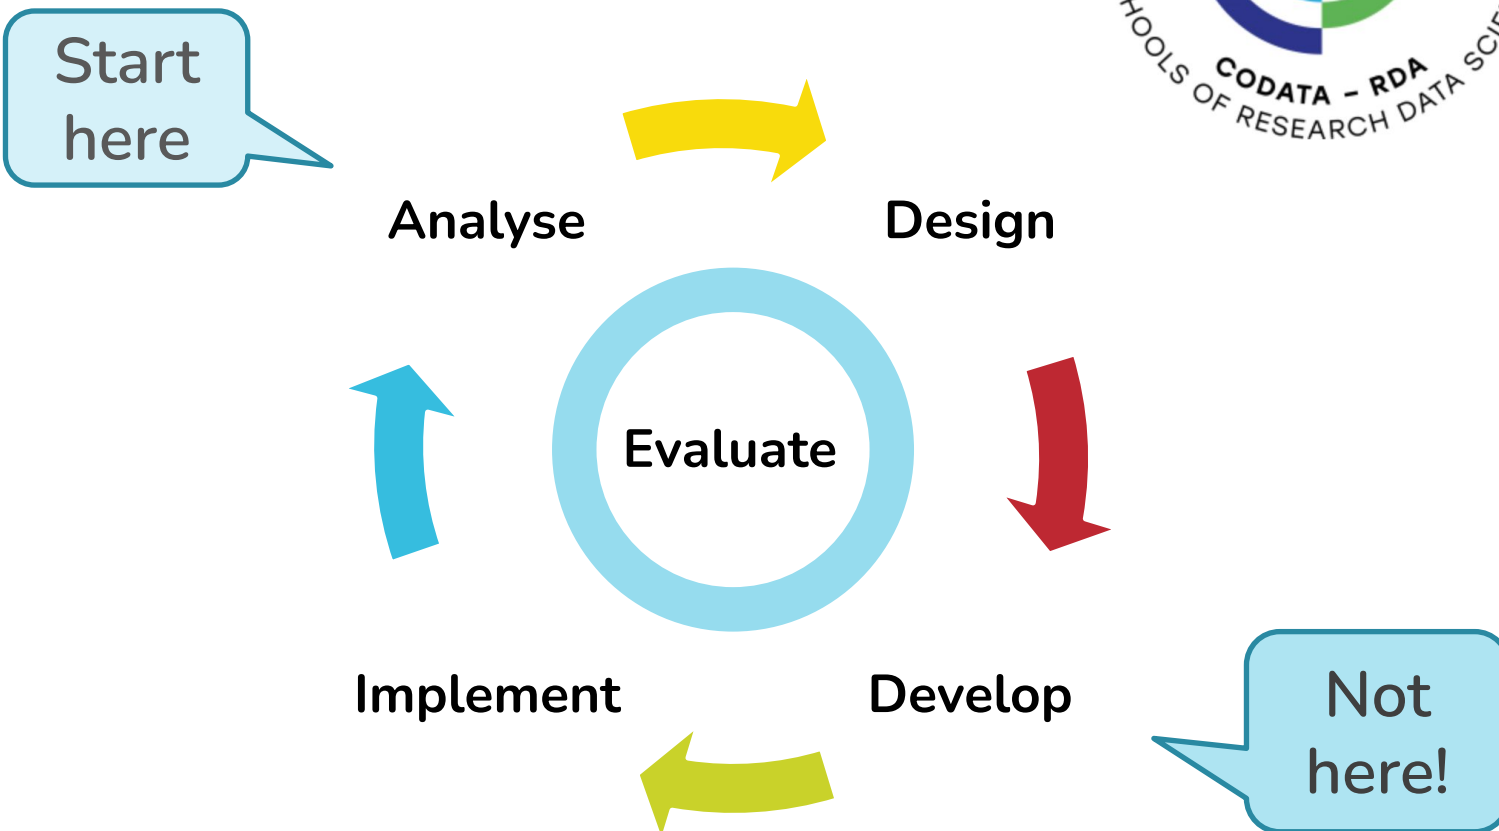 Start
here
CODATA – RDA
OF RESEARCH DATA
Analyse
Design
Evaluate
Implement
Develop
Not
here!